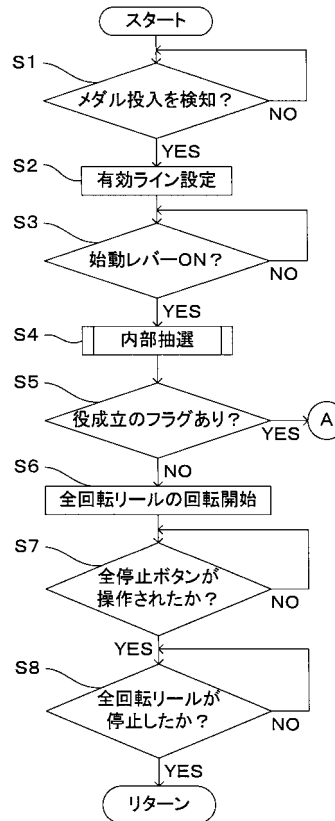 スタート
S1
メダル投入を検知？
NO
YES
S2
有効ライン設定
S3
始動レバーON？
NO
YES
S4
内部抽選
S5
役成立のフラグあり？
YES
A
NO
S6
全回転リールの回転開始
S7
全停止ボタンが
操作されたか？
NO
YES
S8
全回転リールが
停止したか？
NO
YES
リターン